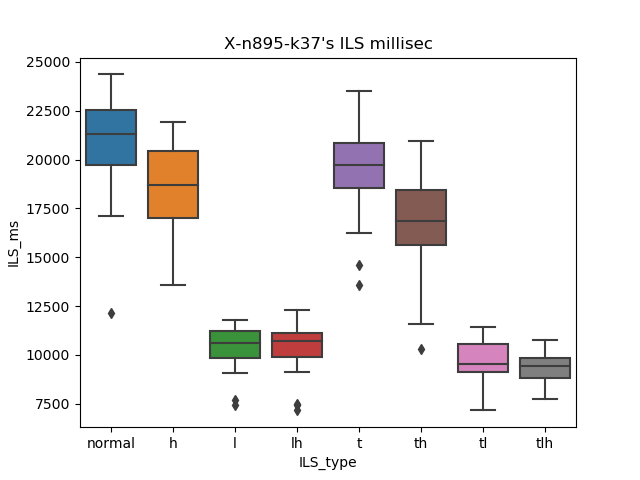 X-n895-k37's ILS millisec
25000
22500
20000
17500
15000
12500
10000
7500
ILS_ms
normal h l lh t th tl tlh
ILS_type